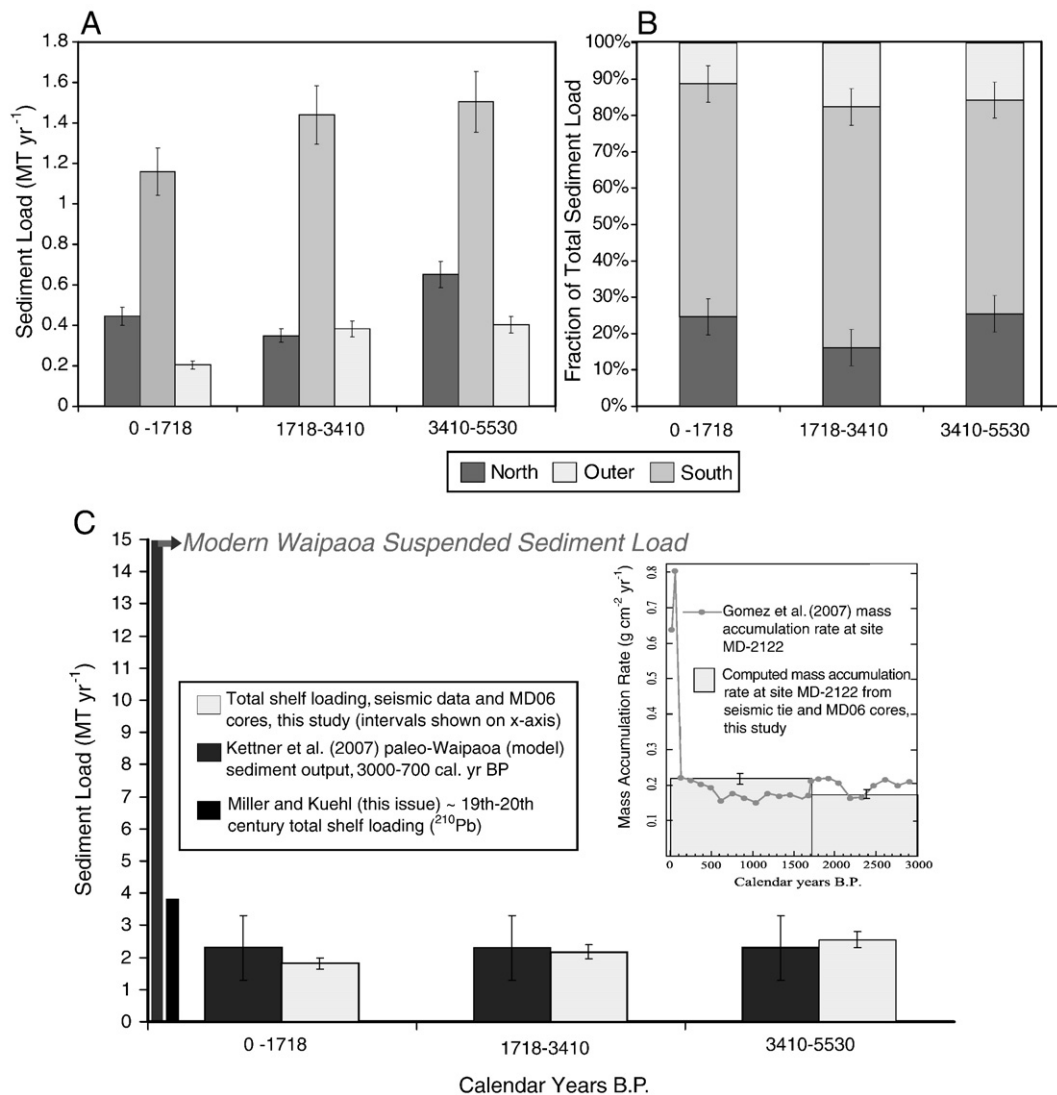 A
Sediment Load (MT yr⁻¹)
1.8
1.6
1.4
1.2
1
0.8
0.6
0.4
0.2
0
0 -1718
1718-3410
3410-5530
B
Fraction of Total Sediment Load
100%
90%
80%
70%
60%
50%
40%
30%
20%
10%
0%
0 -1718
1718-3410
3410-5530
North
Outer
South
C
Modern Waipaoa Suspended Sediment Load
Sediment Load (MT yr⁻¹)
15
14
13
12
11
10
9
8
7
6
5
4
3
2
1
0
Total shelf loading, seismic data and MD06
cores, this study (intervals shown on x-axis)
Kettner et al. (2007) paleo-Waipaoa (model)
sediment output, 3000-700 cal. yr BP
Miller and Kuehl (this issue) ~ 19th-20th
century total shelf loading (²¹⁰Pb)
Mass Accumulation Rate (g cm⁻² yr⁻¹)
0.8
0.7
0.6
0.5
0.4
0.3
0.2
0.1
Gomez et al. (2007) mass
accumulation rate at site
MD-2122
Computed mass accumulation
rate at site MD-2122 from
seismic tie and MD06 cores,
this study
0
500
1000
1500
2000
2500
3000
Calendar years B.P.
0 -1718
1718-3410
3410-5530
Calendar Years B.P.